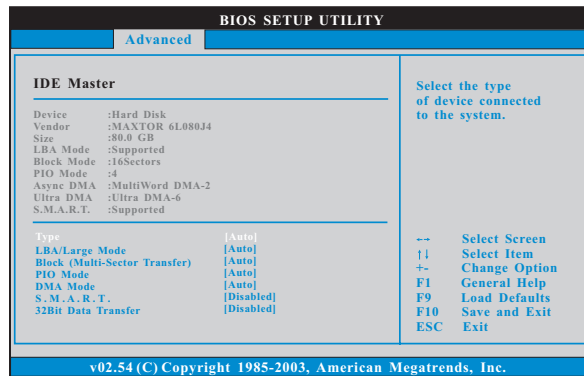 BIOS SETUP UTILITY
Advanced
IDE Master
Device :Hard Disk
Vendor :MAXTOR 6L080J4
Size :80.0 GB
LBA Mode :Supported
Block Mode :16Sectors
PIO Mode :4
Async DMA :MultiWord DMA-2
Ultra DMA :Ultra DMA-6
S.M.A.R.T. :Supported
Type [Auto]
LBA/Large Mode [Auto]
Block (Multi-Sector Transfer) [Auto]
PIO Mode [Auto]
DMA Mode [Auto]
S.M.A.R.T. [Disabled]
32Bit Data Transfer [Disabled]
Select the type
of device connected
to the system.
←→ Select Screen
↑↓ Select Item
+- Change Option
F1 General Help
F9 Load Defaults
F10 Save and Exit
ESC Exit
v02.54 (C) Copyright 1985-2003, American Megatrends, Inc.